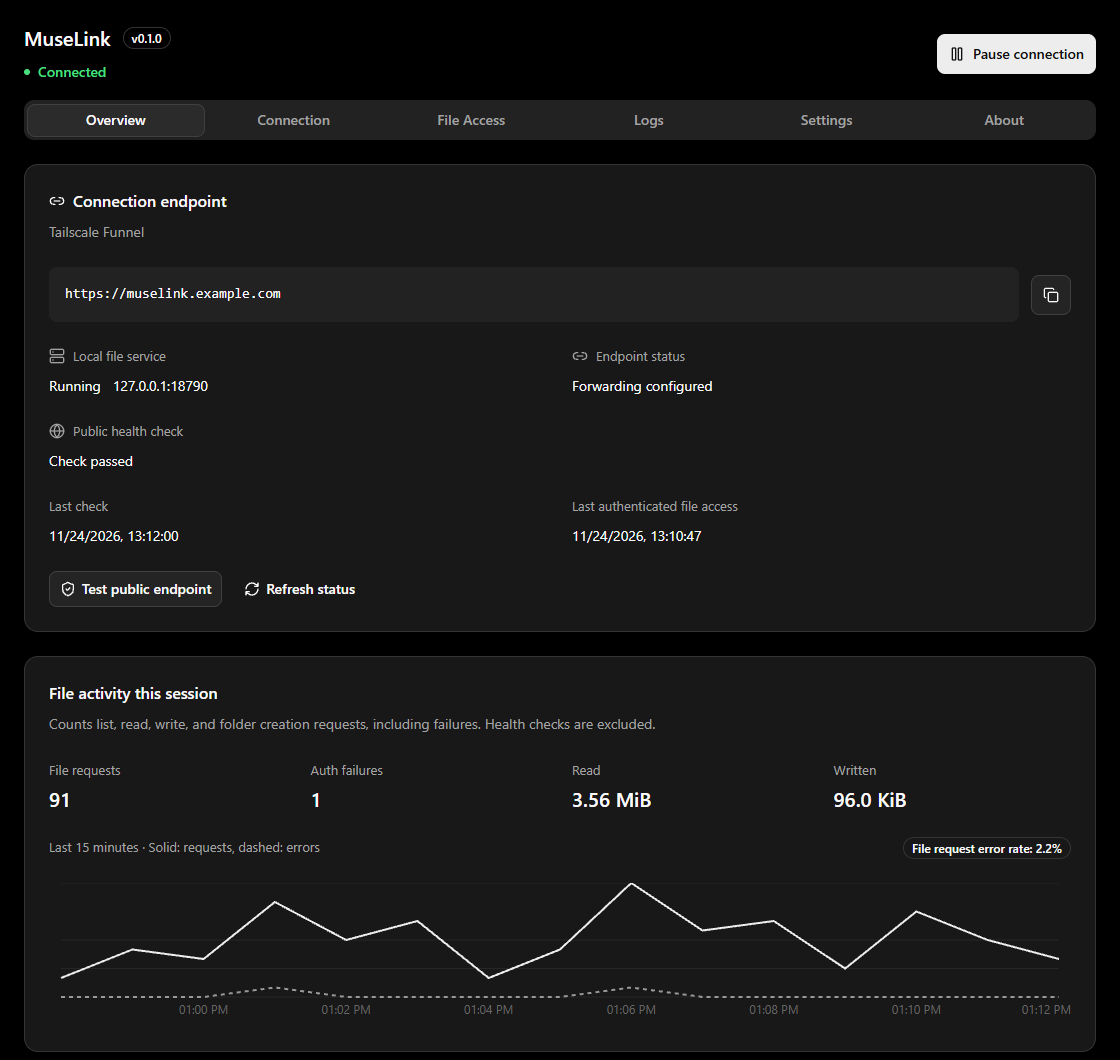 MuseLink v0.1.0
Connected
Pause connection
Overview Connection File Access Logs Settings About
Connection endpoint
Tailscale Funnel
https://muselink.example.com
Local file service
Running 127.0.0.1:18790
Endpoint status
Forwarding configured
Public health check
Check passed
Last check
11/24/2026, 13:12:00
Last authenticated file access
11/24/2026, 13:10:47
Test public endpoint Refresh status
File activity this session
Counts list, read, write, and folder creation requests, including failures. Health checks are excluded.
File requests
91
Auth failures
1
Read
3.56 MiB
Written
96.0 KiB
Last 15 minutes · Solid: requests, dashed: errors
File request error rate: 2.2%
01:00 PM 01:02 PM 01:04 PM 01:06 PM 01:08 PM 01:10 PM 01:12 PM